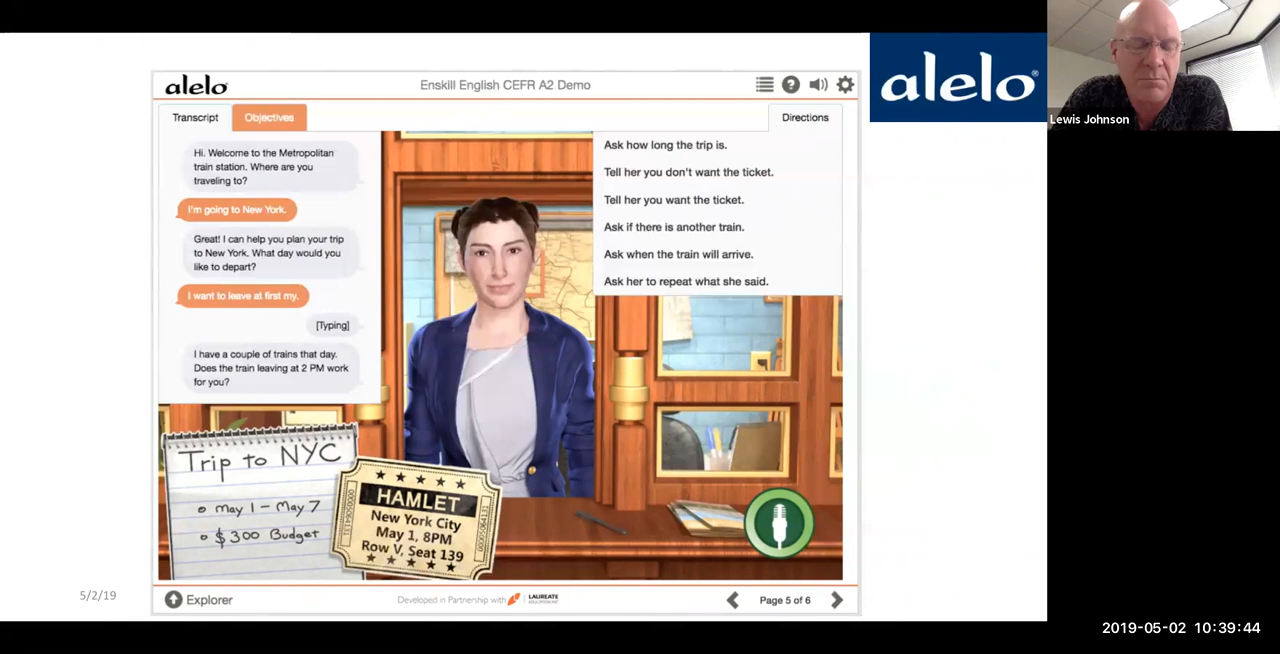 alelo
Enskill English CEFR A2 Demo
alelo
Lewis Johnson
Transcript
Objectives
Directions
Hi. Welcome to the Metropolitan
train station. Where are you
traveling to?
I'm going to New York.
Great! I can help you plan your trip
to New York. What day would you
like to depart?
I want to leave at first my.
[Typing]
I have a couple of trains that day.
Does the train leaving at 2 PM work
for you?
Ask how long the trip is.
Tell her you don't want the ticket.
Tell her you want the ticket.
Ask if there is another train.
Ask when the train will arrive.
Ask her to repeat what she said.
Trip to NYC
May 1 - May 7
$300 Budget
HAMLET
New York City
May 1, 8PM
Row V, Seat 139
5/2/19
Explorer
Developed in Partnership with
LAUREATE
Page 5 of 6
2019-05-02 10:39:44